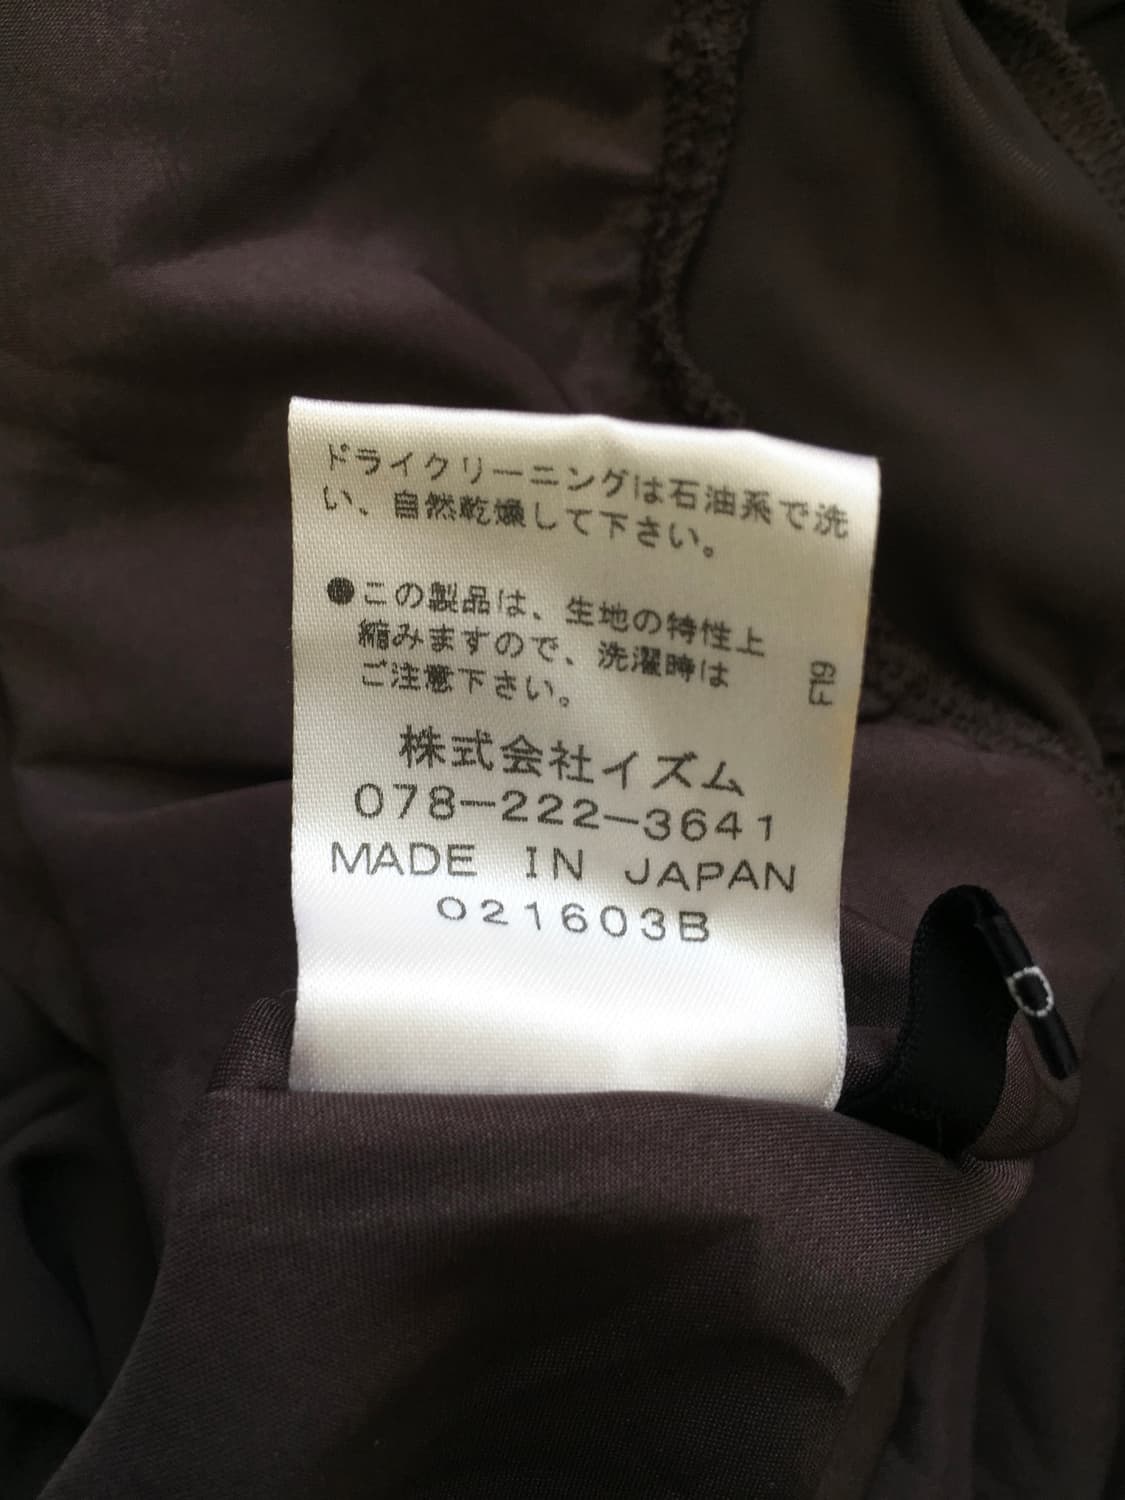 ドライクリーニングは石油系で洗
い、自然乾燥して下さい。
●この製品は、生地の特性上
縮みますので、洗濯時は
ご注意下さい。
F19
株式会社イズム
078-222-3641
MADE IN JAPAN
021603B